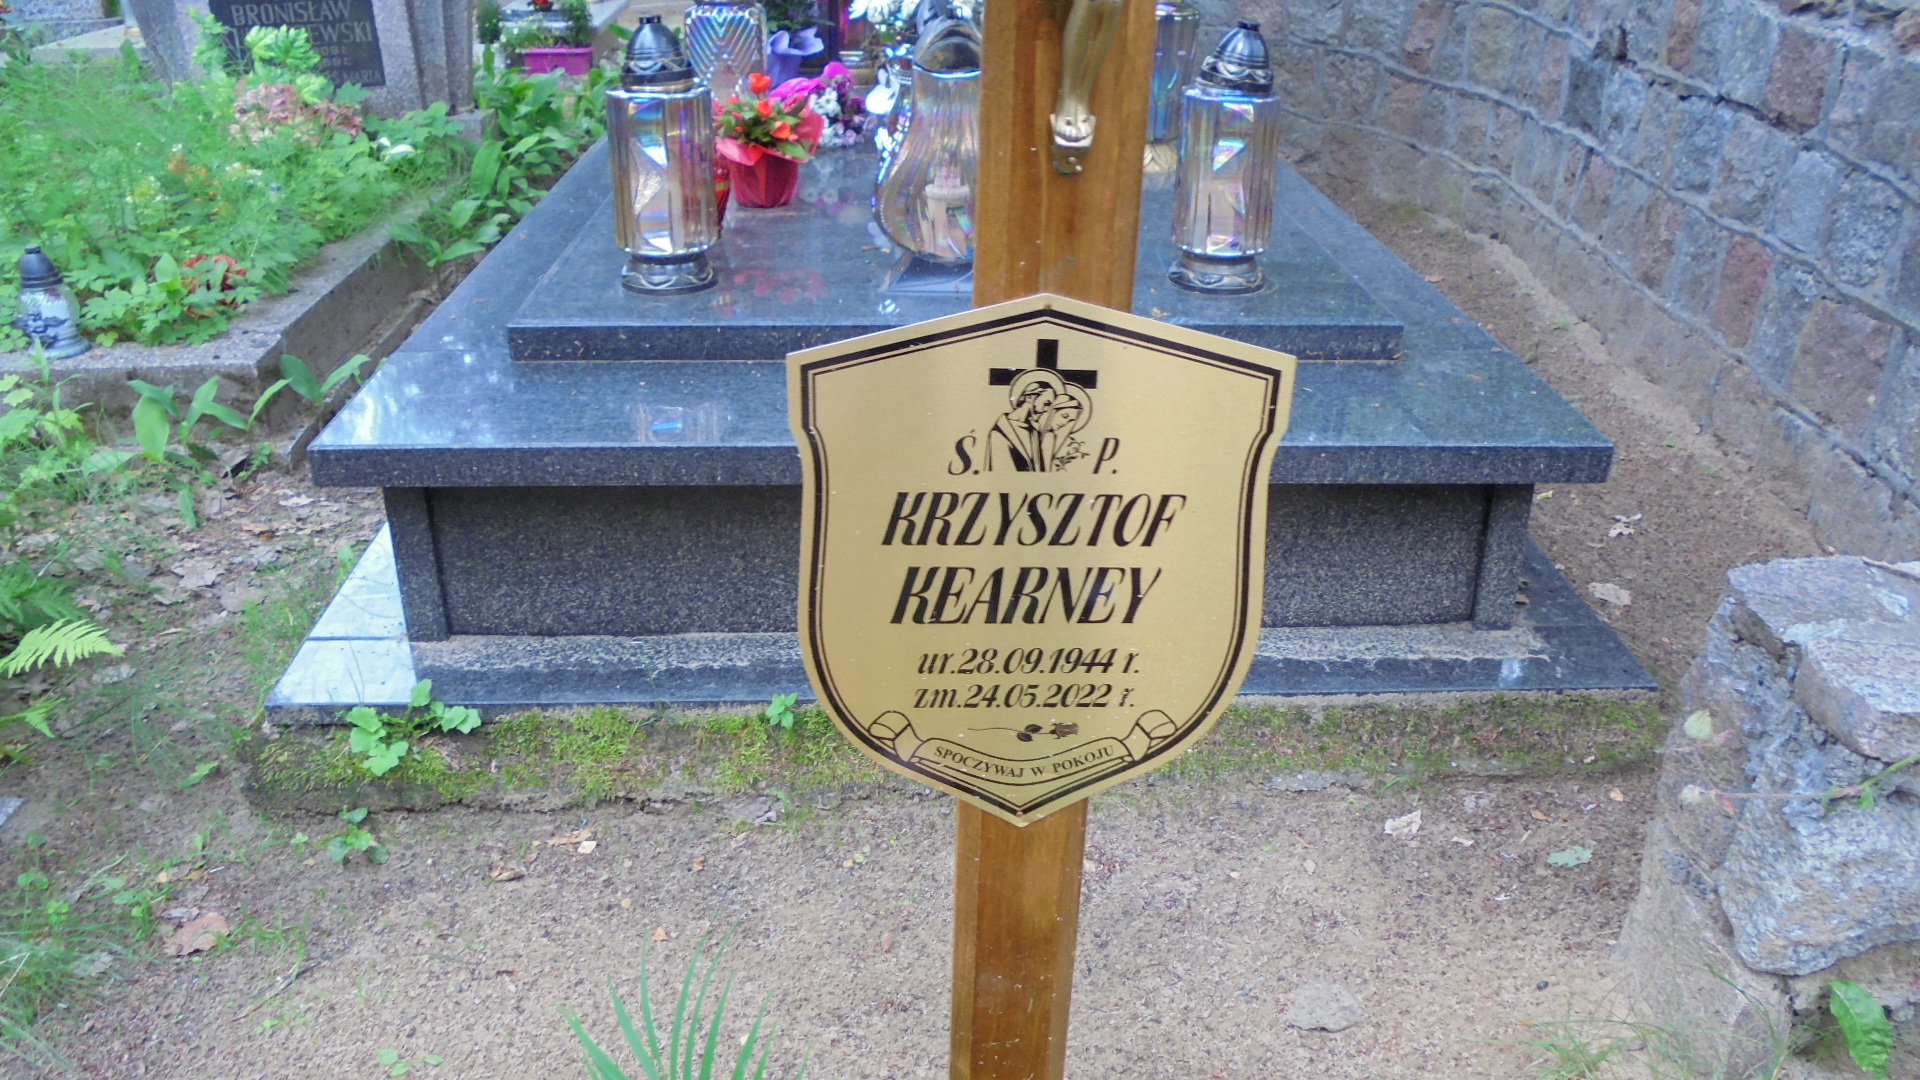 BRONISŁAW
Ś. P.
KRZYSZTOF
KEARNEY
ur.28.09.1944 r.
zm.24.05.2022 r.
SPOCZYWAJ W POKOJU